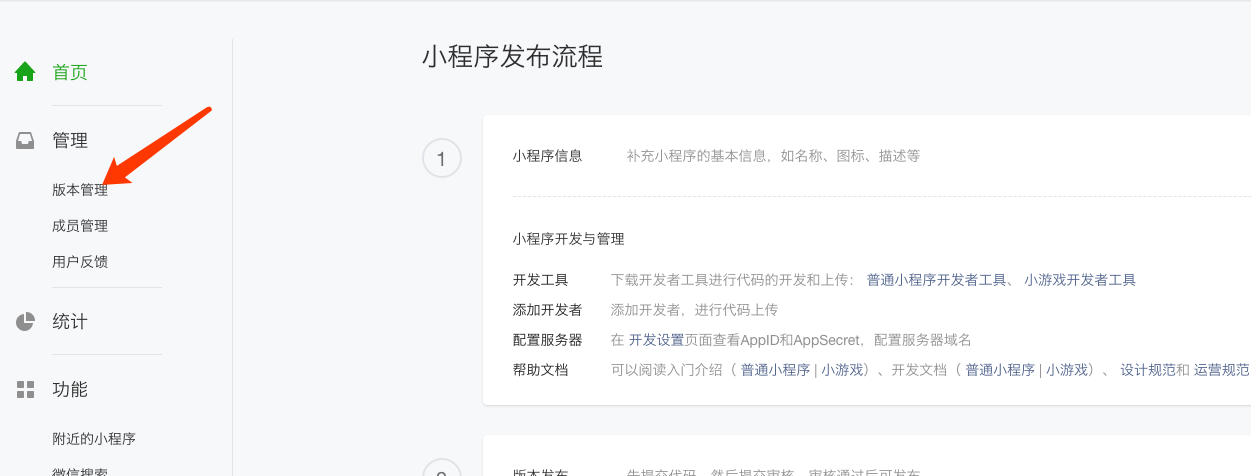 首页
管理
版本管理
成员管理
用户反馈
统计
功能
附近的小程序
微信搜索
小程序发布流程
1
小程序信息 补充小程序的基本信息，如名称、图标、描述等
小程序开发与管理
开发工具 下载开发者工具进行代码的开发和上传： 普通小程序开发者工具、 小游戏开发者工具
添加开发者 添加开发者，进行代码上传
配置服务器 在 开发设置页面查看AppID和AppSecret，配置服务器域名
帮助文档 可以阅读入门介绍（ 普通小程序 | 小游戏）、开发文档（ 普通小程序 | 小游戏）、 设计规范和 运营规范
2
版本发布 先提交代码，然后提交审核，审核通过后可发布